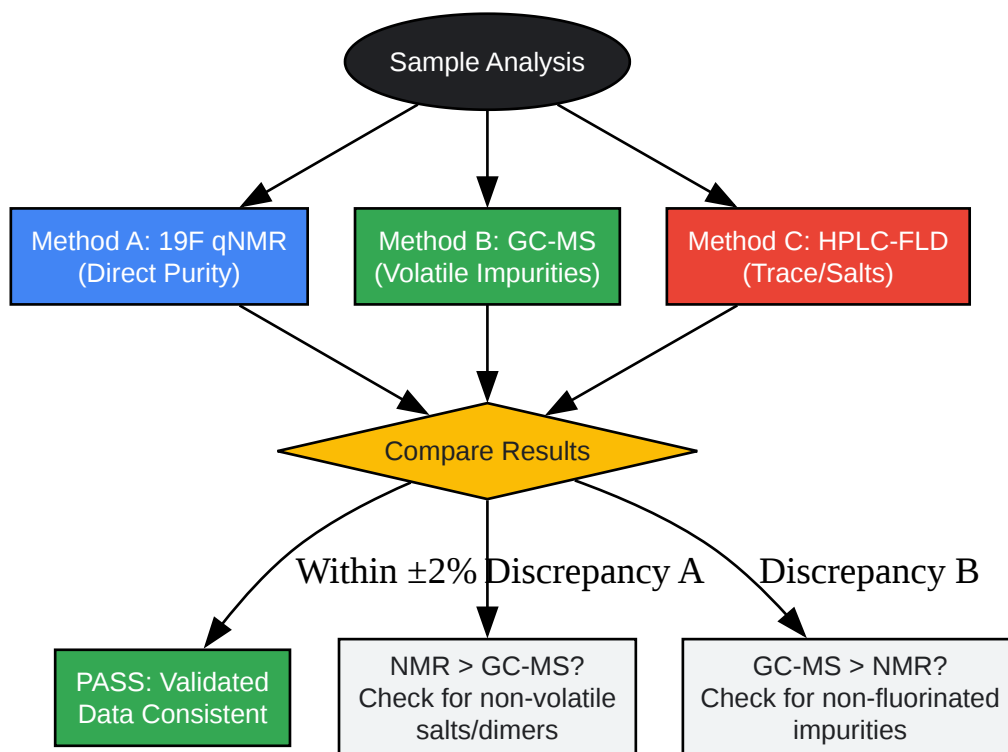 Sample Analysis
Method A: 19F qNMR
(Direct Purity)
Method B: GC-MS
(Volatile Impurities)
Method C: HPLC-FLD
(Trace/Salts)
Compare Results
Within ±2%
Discrepancy A
Discrepancy B
PASS: Validated
Data Consistent
NMR > GC-MS?
Check for non-volatile
salts/dimers
GC-MS > NMR?
Check for non-fluorinated
impurities